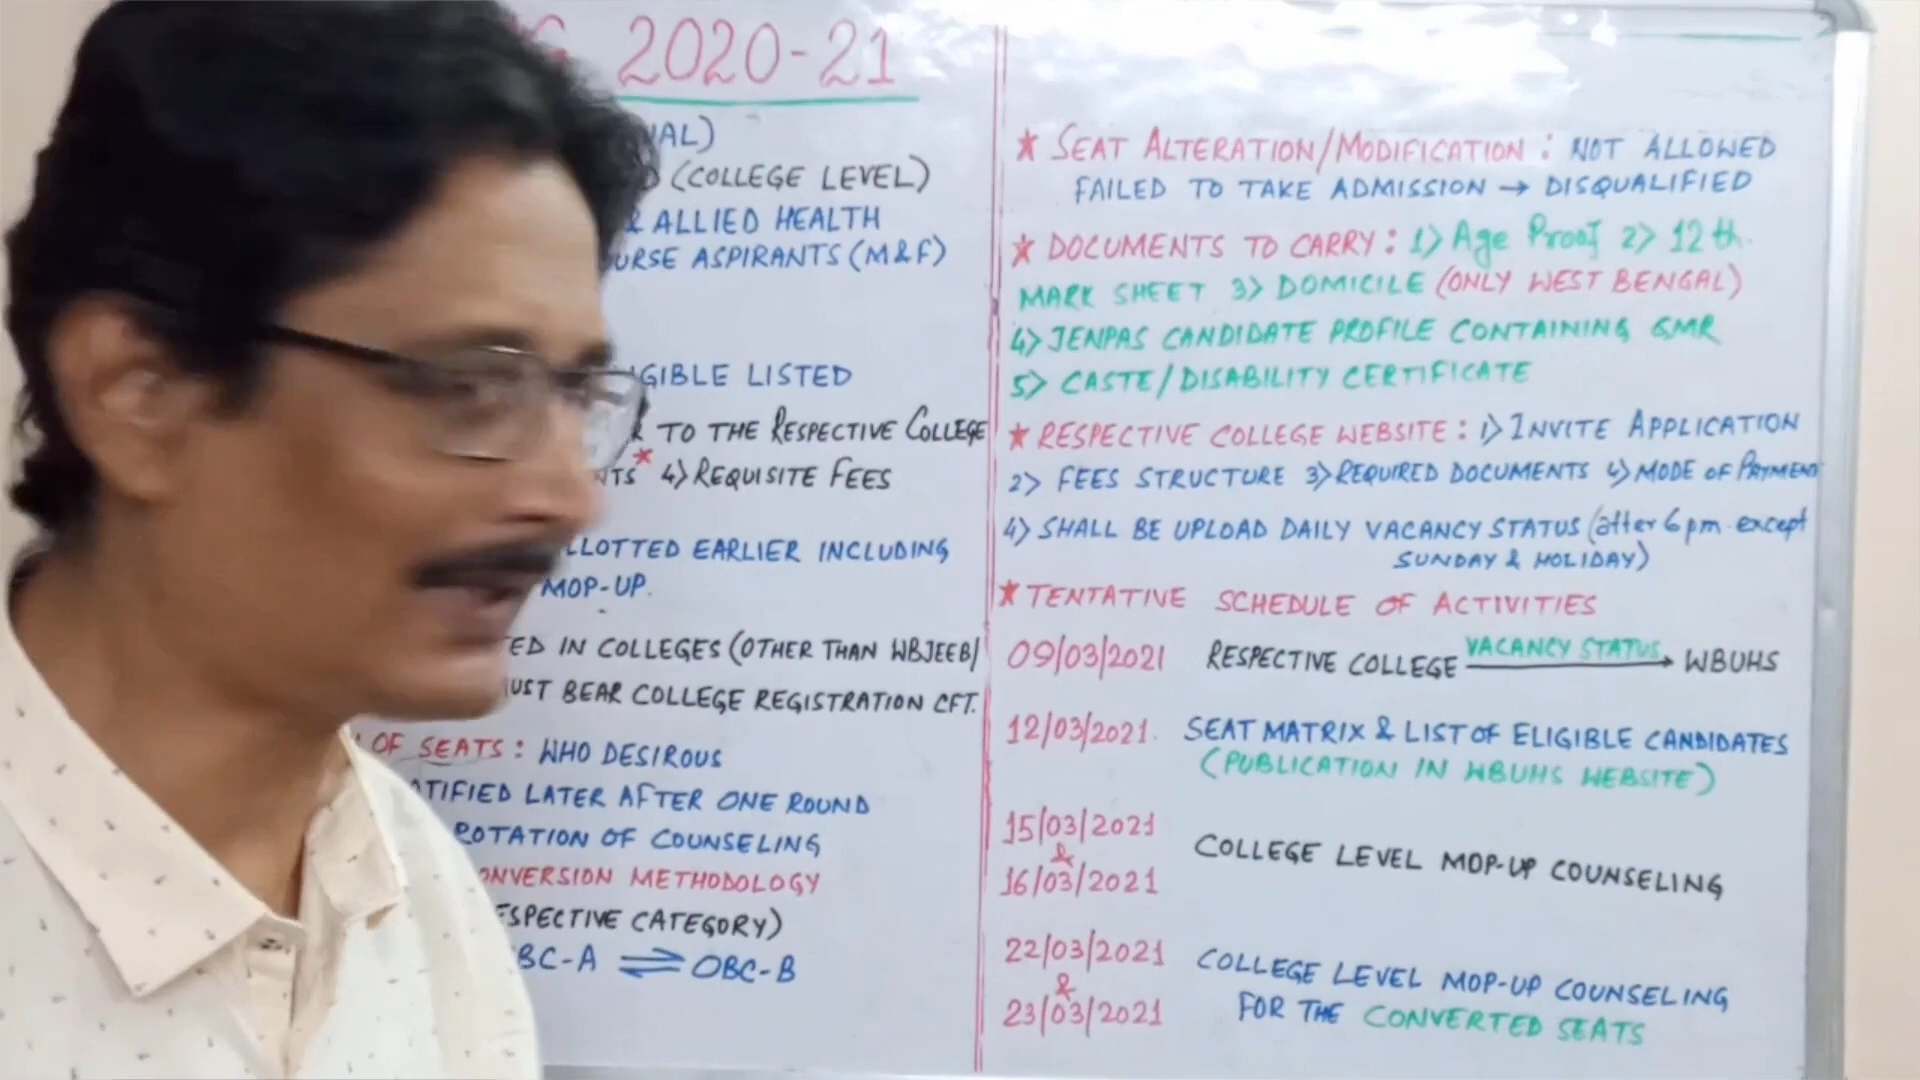 2020-21
(COLLEGE LEVEL)
& ALLIED HEALTH
ASPIRANTS (M&F)
LISTED
TO THE RESPECTIVE COLLEGE
* 4) REQUISITE FEES
EARLIER INCLUDING
MOP-UP.
IN COLLEGES (OTHER THAN WBJEEB/
BEAR COLLEGE REGISTRATION CFT.
OF SEATS : WHO DESIROUS
LATER AFTER ONE ROUND
ROTATION OF COUNSELING
METHODOLOGY
CATEGORY)
BC-A ⇌ OBC-B
* SEAT ALTERATION/MODIFICATION : NOT ALLOWED
FAILED TO TAKE ADMISSION → DISQUALIFIED
* DOCUMENTS TO CARRY : 1> Age Proof 2> 12th
MARK SHEET 3> DOMICILE (ONLY WEST BENGAL)
4> JENPAS CANDIDATE PROFILE CONTAINING GMR
5> CASTE/DISABILITY CERTIFICATE
* RESPECTIVE COLLEGE WEBSITE : 1> INVITE APPLICATION
2> FEES STRUCTURE 3> REQUIRED DOCUMENTS 4> MODE OF PAYMENT
4> SHALL BE UPLOAD DAILY VACANCY STATUS (after 6 pm except
SUNDAY & HOLIDAY)
* TENTATIVE SCHEDULE OF ACTIVITIES
09/03/2021 RESPECTIVE COLLEGE VACANCY STATUS → WBUHS
12/03/2021. SEAT MATRIX & LIST OF ELIGIBLE CANDIDATES
(PUBLICATION IN WBUHS WEBSITE)
15/03/2021
&
16/03/2021
COLLEGE LEVEL MOP-UP COUNSELING
22/03/2021
&
23/03/2021
COLLEGE LEVEL MOP-UP COUNSELING
FOR THE CONVERTED SEATS